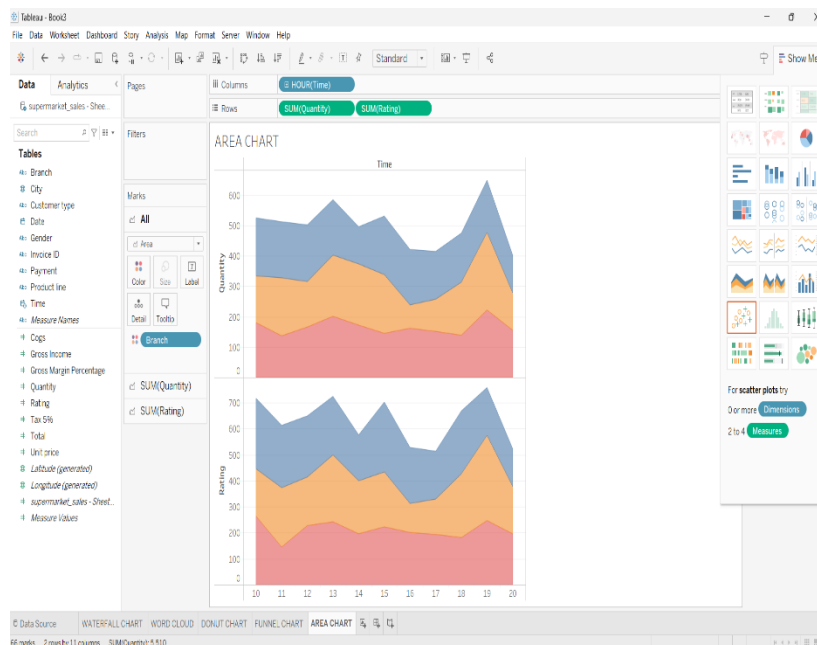 Tableau - Book3
File Data Worksheet Dashboard Story Analysis Map Format Server Window Help
Standard
Show Me
Data Analytics
Pages
Columns
HOUR(Time)
supermarket_sales - Shee...
Rows
SUM(Quantity) SUM(Rating)
Search
Filters
AREA CHART
Tables
Time
Branch
City
Customer type
Date
Gender
Invoice ID
Payment
Product line
Time
Measure Names
Cogs
Gross Income
Gross Margin Percentage
Quantity
Rating
Tax 5%
Total
Unit price
Latitude (generated)
Longitude (generated)
supermarket_sales - Sheet...
Measure Values
Marks
All
Area
Color Size Label
Detail Tooltip
Branch
SUM(Quantity)
SUM(Rating)
Quantity
600
500
400
300
200
100
0
Rating
700
600
500
400
300
200
100
0
10 11 12 13 14 15 16 17 18 19 20
For scatter plots try
0 or more Dimensions
2 to 4 Measures
Data Source WATERFALL CHART WORD CLOUD DONUT CHART FUNNEL CHART AREA CHART
66 marks 2 rows by 11 columns SUM(Quantity): 5,510